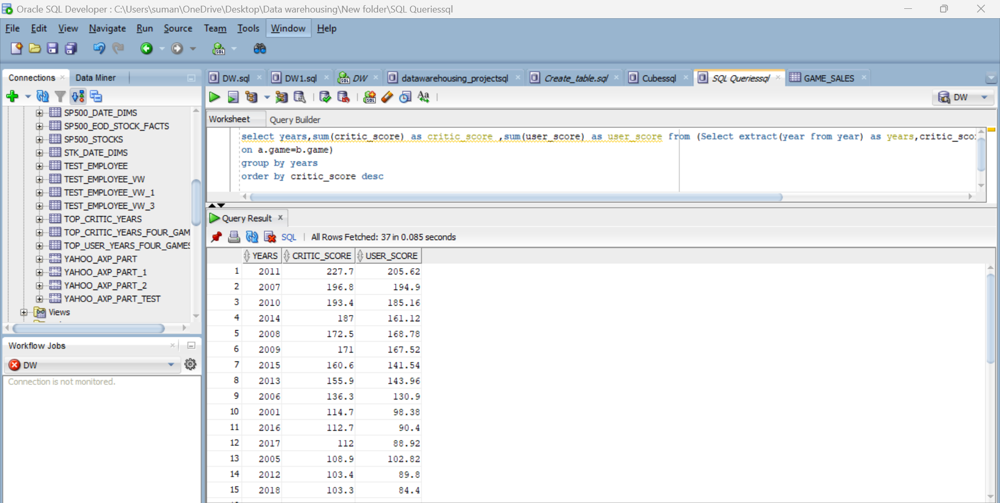 Oracle SQL Developer : C:\Users\suman\OneDrive\Desktop\Data warehousing\New folder\SQL Queriessql
File Edit View Navigate Run Source Team Tools Window Help
Connections Data Miner
DW.sql DW1.sql DW datawarehousing_projectsql Create_table.sql Cubessql SQL Queriessql GAME_SALES
DW
SP500_DATE_DIMS
SP500_EOD_STOCK_FACTS
SP500_STOCKS
STK_DATE_DIMS
TEST_EMPLOYEE
TEST_EMPLOYEE_VW
TEST_EMPLOYEE_VW_1
TEST_EMPLOYEE_VW_3
TOP_CRITIC_YEARS
TOP_CRITIC_YEARS_FOUR_GAM
TOP_USER_YEARS_FOUR_GAMES
YAHOO_AXP_PART
YAHOO_AXP_PART_1
YAHOO_AXP_PART_2
YAHOO_AXP_PART_TEST
Views
Workflow Jobs
DW
Connection is not monitored.
Worksheet Query Builder
select years,sum(critic_score) as critic_score ,sum(user_score) as user_score from (Select extract(year from year) as years,critic_sco
on a.game=b.game)
group by years
order by critic_score desc
Query Result
SQL | All Rows Fetched: 37 in 0.085 seconds
YEARS CRITIC_SCORE USER_SCORE
1 2011 227.7 205.62
2 2007 196.8 194.9
3 2010 193.4 185.16
4 2014 187 161.12
5 2008 172.5 168.78
6 2009 171 167.52
7 2015 160.6 141.54
8 2013 155.9 143.96
9 2006 136.3 130.9
10 2001 114.7 98.38
11 2016 112.7 90.4
12 2017 112 88.92
13 2005 108.9 102.82
14 2012 103.4 89.8
15 2018 103.3 84.4